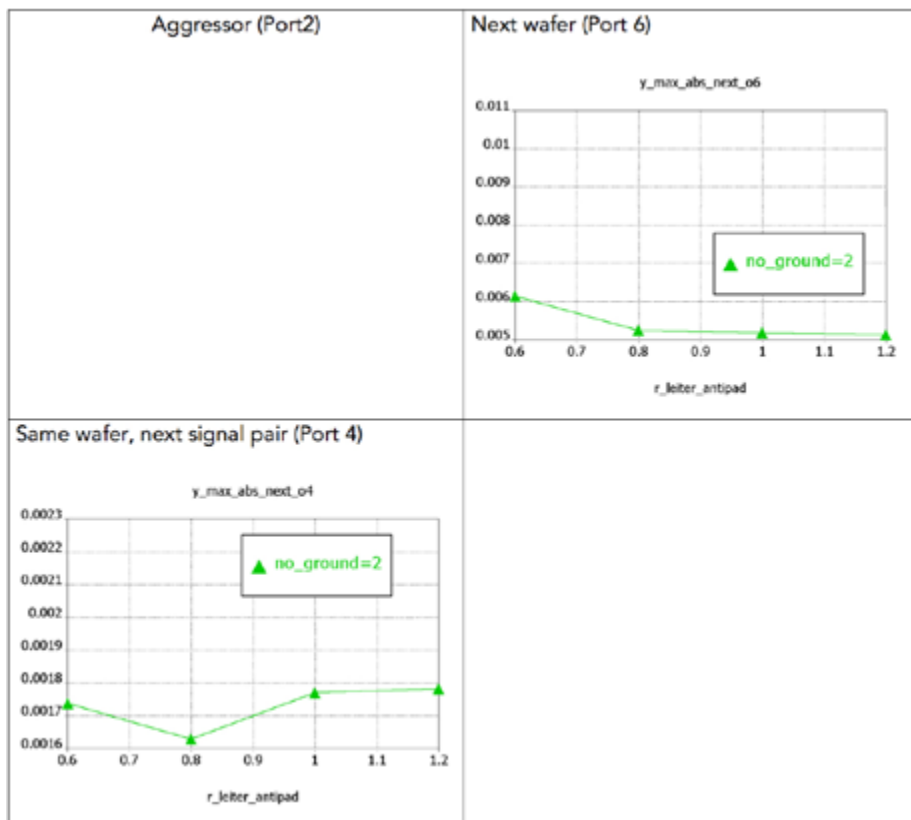 Aggressor (Port2)
Next wafer (Port 6)
y_max_abs_next_o6
0.011
0.01
0.009
0.008
0.007
0.006
0.005
no_ground=2
0.6 0.7 0.8 0.9 1 1.1 1.2
r_leiter_antipad
Same wafer, next signal pair (Port 4)
y_max_abs_next_o4
0.0023
0.0022
0.0021
0.002
0.0019
0.0018
0.0017
0.0016
no_ground=2
0.6 0.7 0.8 0.9 1 1.1 1.2
r_leiter_antipad